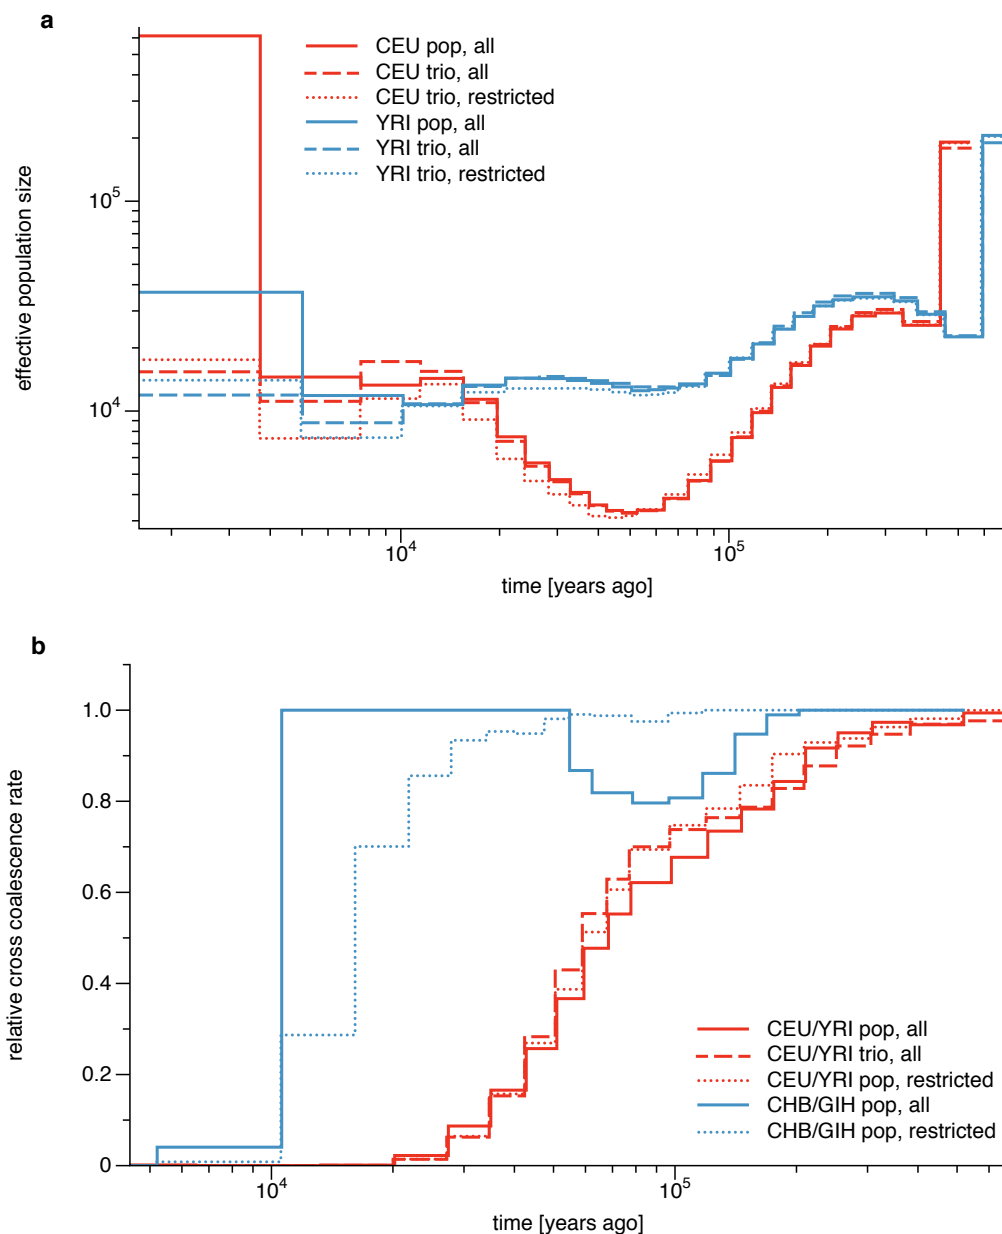 a
CEU pop, all
CEU trio, all
CEU trio, restricted
YRI pop, all
YRI trio, all
YRI trio, restricted
effective population size
10^5
10^4
10^4
10^5
time [years ago]
b
relative cross coalescence rate
1.0
0.8
0.6
0.4
0.2
0
CEU/YRI pop, all
CEU/YRI trio, all
CEU/YRI pop, restricted
CHB/GIH pop, all
CHB/GIH pop, restricted
10^4
10^5
time [years ago]